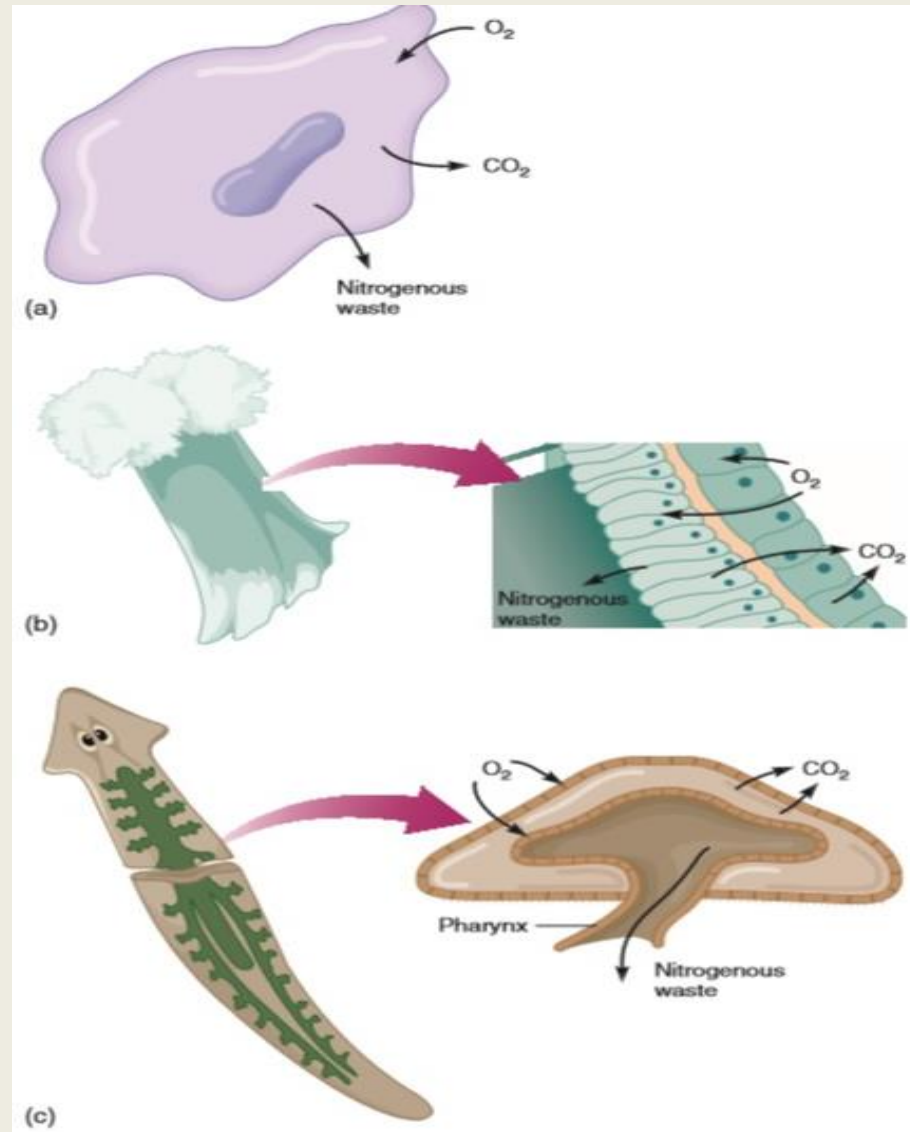 O₂
CO₂
Nitrogenous
waste
(a)
O₂
CO₂
Nitrogenous
waste
(b)
O₂
CO₂
Pharynx
Nitrogenous
waste
(c)